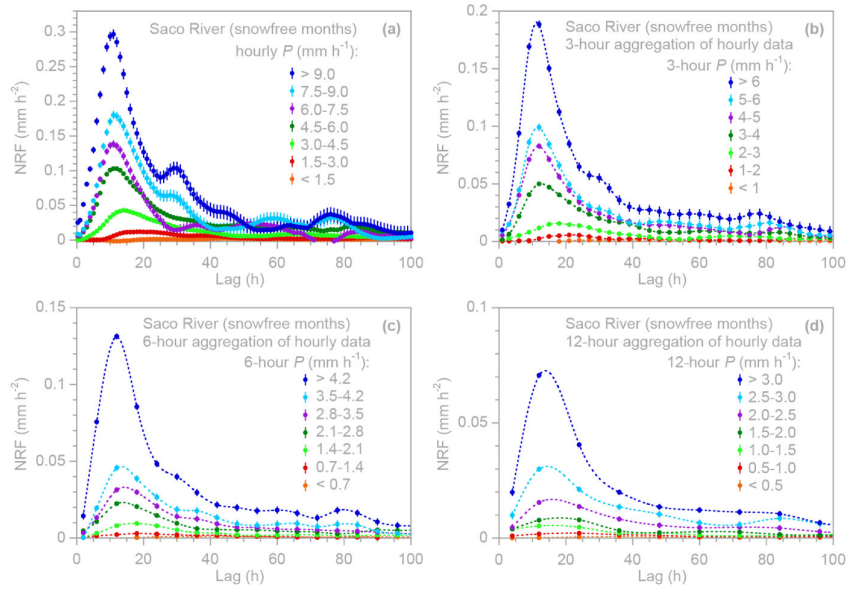 Saco River (snowfree months) (a)
hourly P (mm h⁻¹):
> 9.0
7.5-9.0
6.0-7.5
4.5-6.0
3.0-4.5
1.5-3.0
< 1.5
NRF (mm h⁻²)
0.3
0.25
0.2
0.15
0.1
0.05
0
0 20 40 60 80 100
Lag (h)
Saco River (snowfree months) (b)
3-hour aggregation of hourly data
3-hour P (mm h⁻¹):
> 6
5-6
4-5
3-4
2-3
1-2
< 1
NRF (mm h⁻²)
0.2
0.15
0.1
0.05
0
0 20 40 60 80 100
Lag (h)
Saco River (snowfree months) (c)
6-hour aggregation of hourly data
6-hour P (mm h⁻¹):
> 4.2
3.5-4.2
2.8-3.5
2.1-2.8
1.4-2.1
0.7-1.4
< 0.7
NRF (mm h⁻²)
0.15
0.1
0.05
0
0 20 40 60 80 100
Lag (h)
Saco River (snowfree months) (d)
12-hour aggregation of hourly data
12-hour P (mm h⁻¹):
> 3.0
2.5-3.0
2.0-2.5
1.5-2.0
1.0-1.5
0.5-1.0
< 0.5
NRF (mm h⁻²)
0.1
0.05
0
0 20 40 60 80 100
Lag (h)